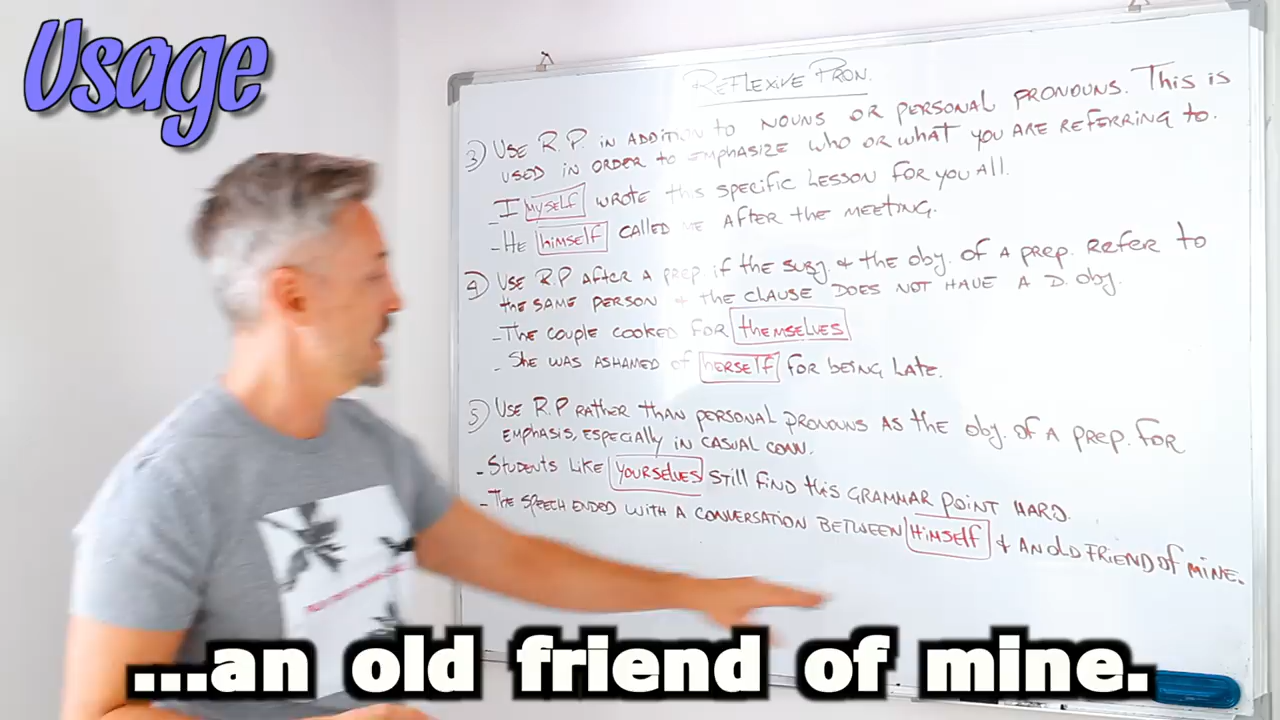 Usage
REFLEXIVE PRON.
③ USE R.P. IN ADDITION to NOUNS OR PERSONAL PRONOUNS. This is
USED IN ORDER to EMPHASIZE WHO OR WHAT YOU ARE REFERRING to.
- I MYSELF WROTE this SPECIFIC LESSON FOR YOU All.
- HE himself CALLED ME AFTER the MEETING.
④ USE R.P AFTER A PREP. if the SUBJ. & the obj. OF A PREP. REFER to
the SAME PERSON & the CLAUSE DOES NOT HAVE A D. obj.
- The COUPLE COOKED FOR themselves
- She WAS ASHAMED of herself for BEING LATE.
⑤ USE R.P RATHER than PERSONAL PRONOUNS AS the obj. OF A PREP. FOR
EMPHASIS, ESPECIALLY IN CASUAL CONV.
- STUDENTS LIKE YOURSELVES STILL FIND this GRAMMAR POINT HARD.
- THE SPEECH ENDED WITH A CONVERSATION BETWEEN HIMSELF & AN OLD FRIEND OF MINE.
...an old friend of mine.